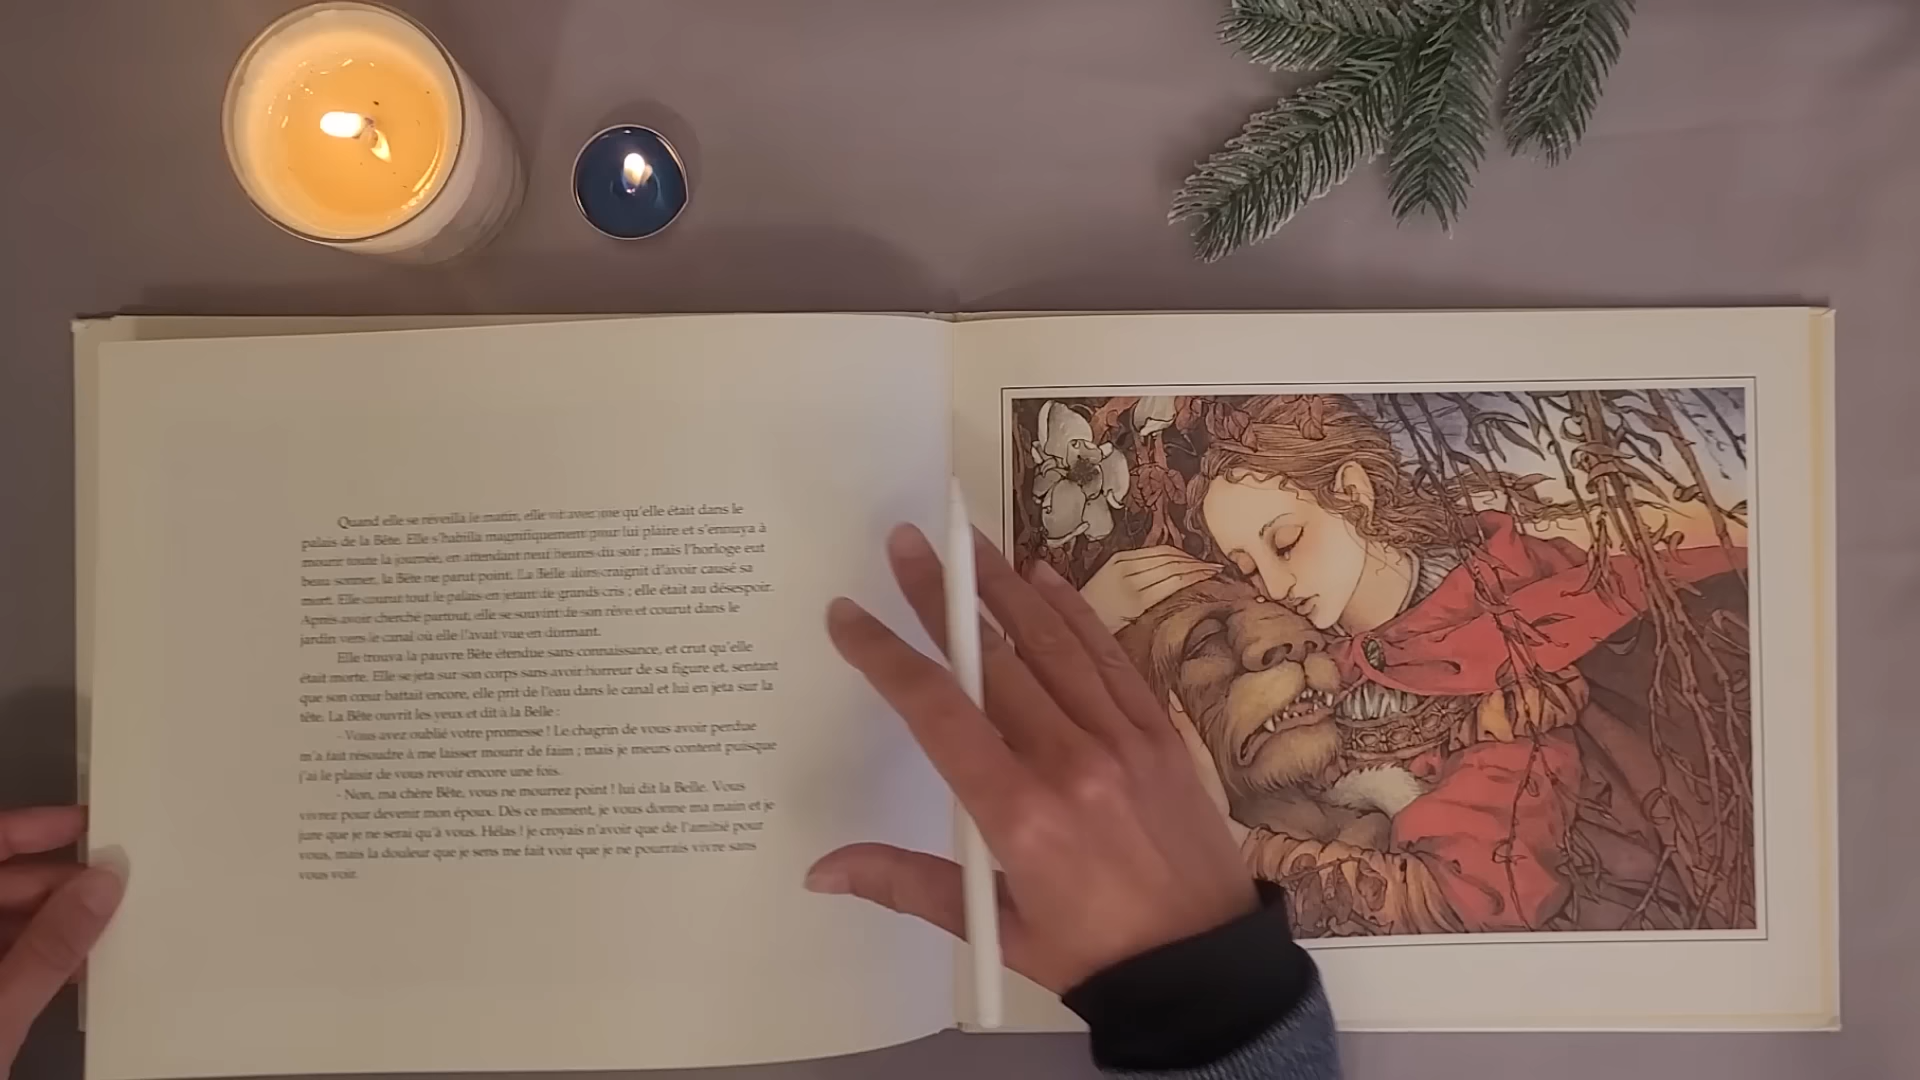 Quand elle se réveilla le matin, elle vit avec que qu'elle était dans le
palais de la Bête. Elle s'habilla magnifiquement pour lui plaire et s'ennuya à
mourir toute la journée, en attendant neuf heures du soir ; mais l'horloge eut
beau sonner, la Bête ne parut point. La Belle alors craignit d'avoir causé sa
mort. Elle courut tout le palais en jetant de grands cris ; elle était au désespoir.
Après avoir cherché partout, elle se souvint de son rêve et courut dans le
jardin vers le canal où elle l'avait vue en dormant.
Elle trouva la pauvre Bête étendue sans connaissance, et crut qu'elle
était morte. Elle se jeta sur son corps sans avoir horreur de sa figure et, sentant
que son cœur battait encore, elle prit de l'eau dans le canal et lui en jeta sur la
tête. La Bête ouvrit les yeux et dit à la Belle :
- Vous avez oublié votre promesse ! Le chagrin de vous avoir perdue
m'a fait résoudre à me laisser mourir de faim ; mais je meurs content puisque
j'ai le plaisir de vous revoir encore une fois.
- Non, ma chère Bête, vous ne mourrez point ! lui dit la Belle. Vous
vivrez pour devenir mon époux. Dès ce moment, je vous donne ma main et je
jure que je ne serai qu'à vous. Hélas ! je croyais n'avoir que de l'amitié pour
vous, mais la douleur que je sens me fait voir que je ne pourrais vivre sans
vous voir.